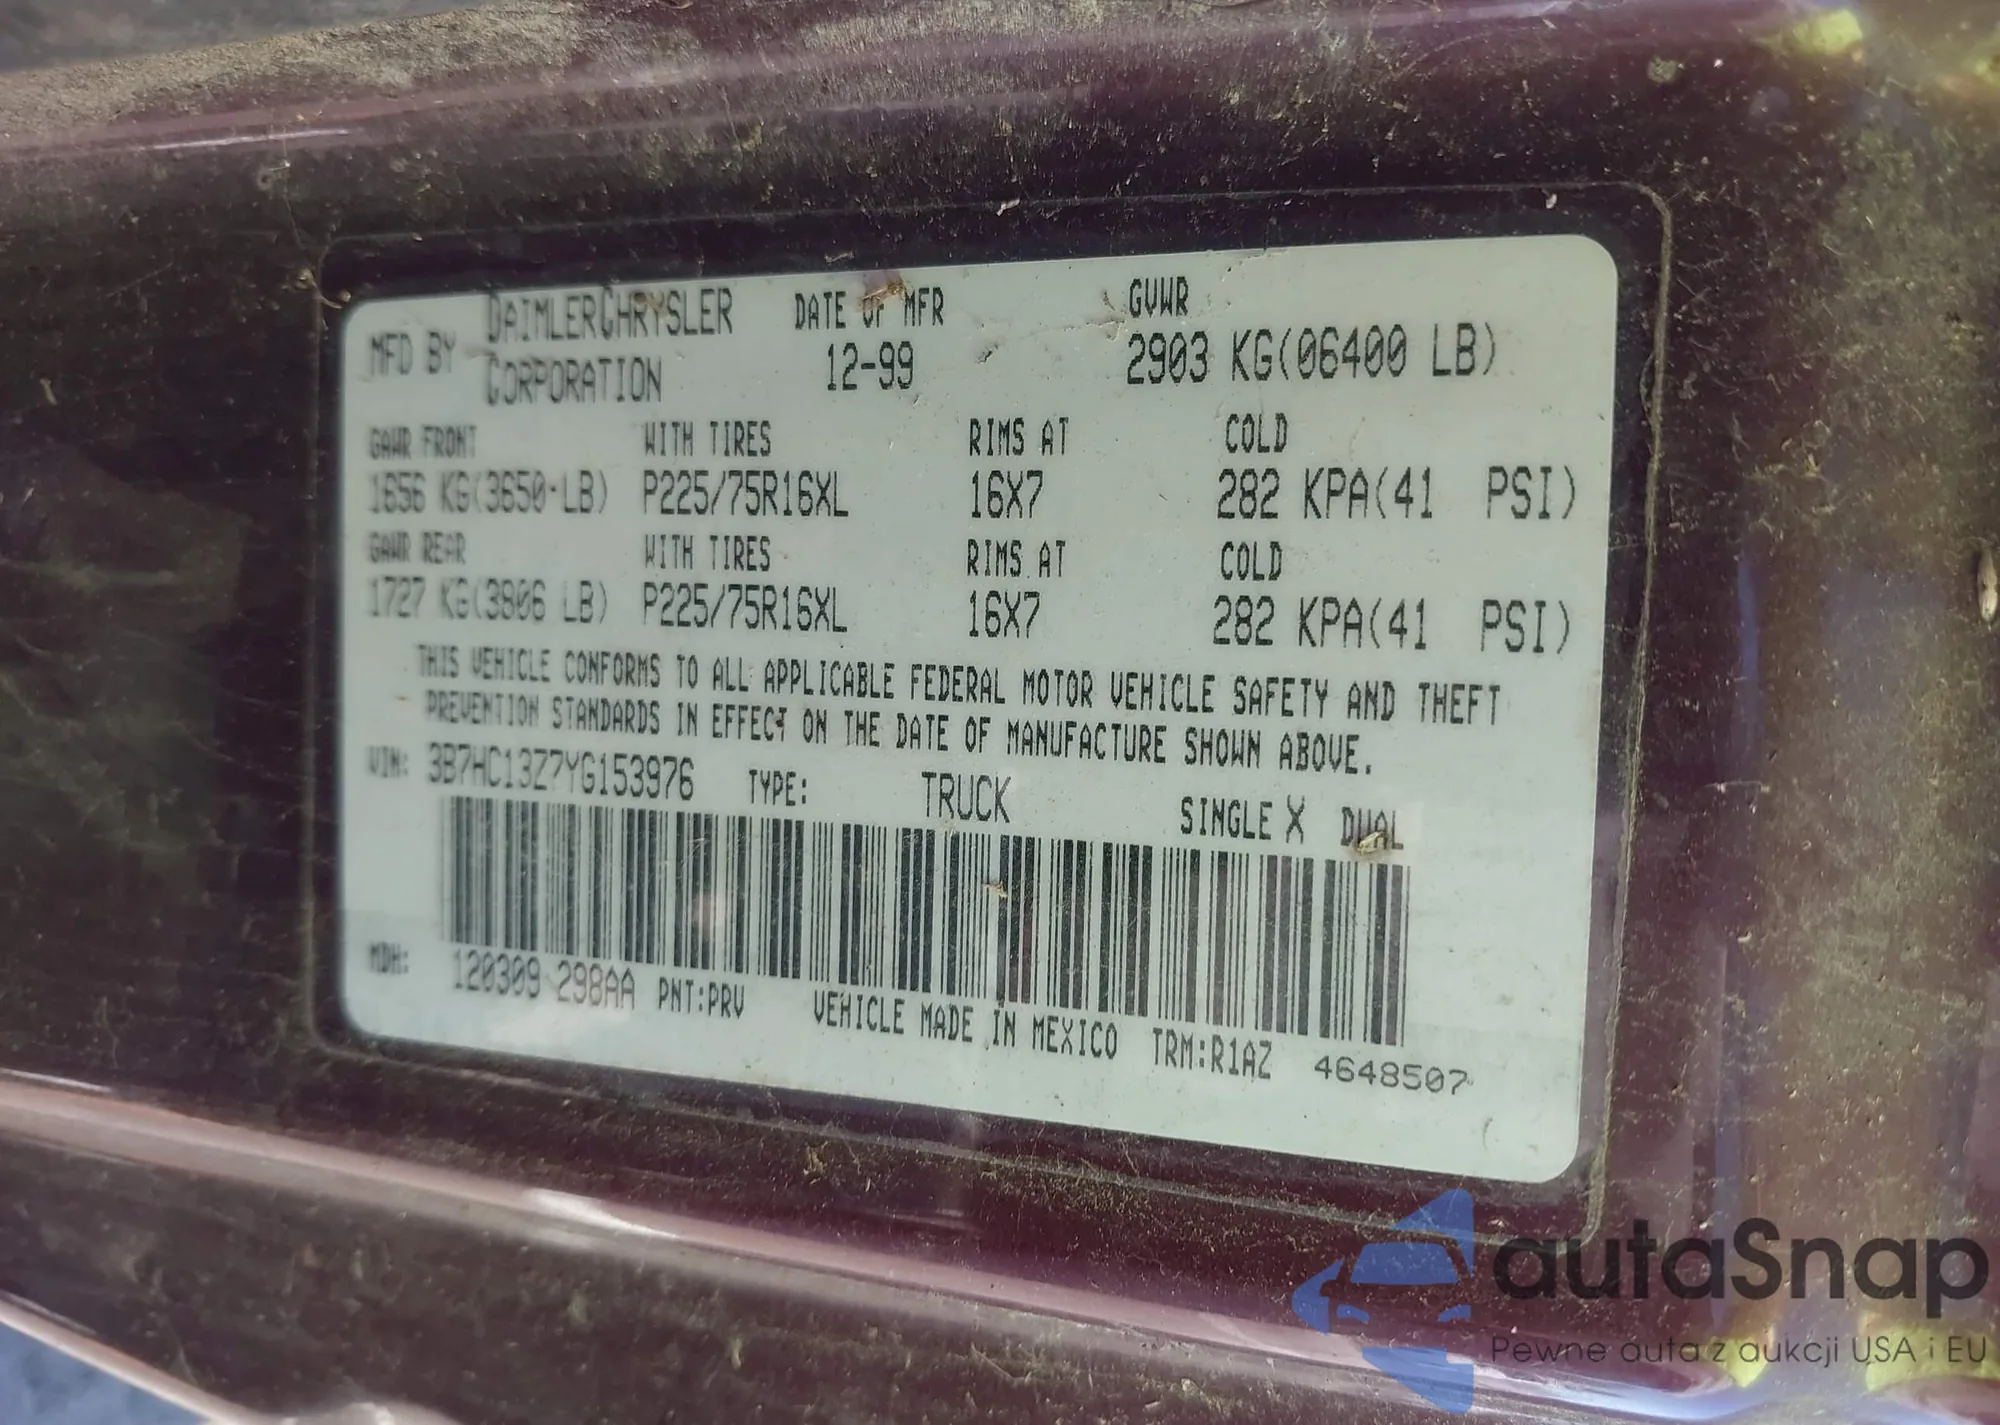 MFD BY DAIMLERCHRYSLER CORPORATION DATE OF MFR 12-99 GVWR 2903 KG(06400 LB)
GAWR FRONT WITH TIRES RIMS AT COLD
1656 KG(3650 LB) P225/75R16XL 16X7 282 KPA(41 PSI)
GAWR REAR WITH TIRES RIMS AT COLD
1727 KG(3806 LB) P225/75R16XL 16X7 282 KPA(41 PSI)
THIS VEHICLE CONFORMS TO ALL APPLICABLE FEDERAL MOTOR VEHICLE SAFETY AND THEFT
PREVENTION STANDARDS IN EFFECT ON THE DATE OF MANUFACTURE SHOWN ABOVE.
VIN: 3B7HC13Z7YG153976 TYPE: TRUCK SINGLE X DUAL
MDH: 120309 298AA PNT:PRV VEHICLE MADE IN MEXICO TRM:R1AZ 4648507
autaSnap
Pewne auta z aukcji USA i EU